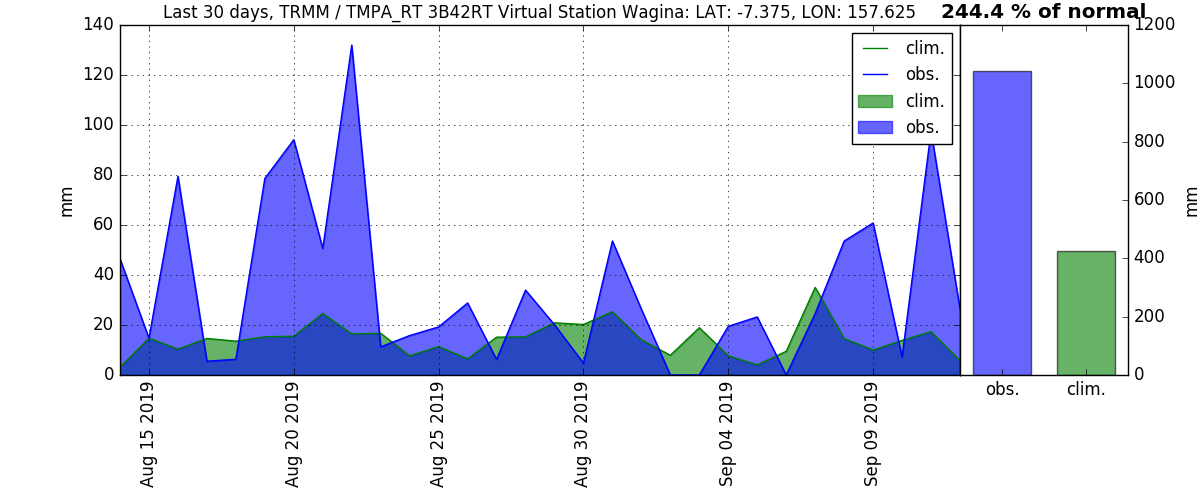 Last 30 days, TRMM / TMPA_RT 3B42RT Virtual Station Wagina: LAT: -7.375, LON: 157.625
244.4 % of normal
140
120
100
80
60
40
20
0
mm
clim.
obs.
clim.
obs.
Aug 15 2019
Aug 20 2019
Aug 25 2019
Aug 30 2019
Sep 04 2019
Sep 09 2019
1200
1000
800
600
400
200
0
mm
obs.
clim.